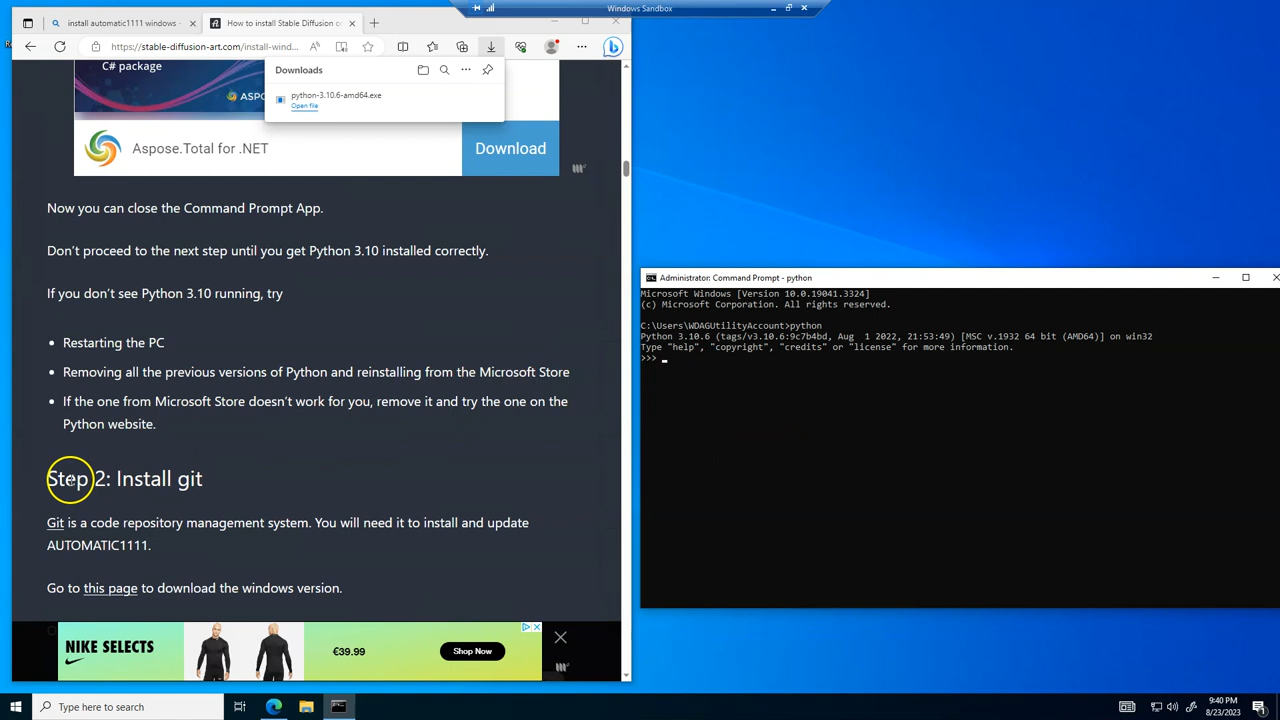 Windows Sandbox
install automatic1111 windows -
How to install Stable Diffusion o
https://stable-diffusion-art.com/install-wind...
C# package
ASPO
Downloads
python-3.10.6-amd64.exe
Open file
Aspose.Total for .NET
Download
Now you can close the Command Prompt App.
Don't proceed to the next step until you get Python 3.10 installed correctly.
If you don't see Python 3.10 running, try
Restarting the PC
Removing all the previous versions of Python and reinstalling from the Microsoft Store
If the one from Microsoft Store doesn't work for you, remove it and try the one on the
Python website.
Step 2: Install git
Git is a code repository management system. You will need it to install and update
AUTOMATIC1111.
Go to this page to download the windows version.
NIKE SELECTS
€39.99
Shop Now
Administrator: Command Prompt - python
Microsoft Windows [Version 10.0.19041.3324]
(c) Microsoft Corporation. All rights reserved.
C:\Users\WDAGUtilityAccount>python
Python 3.10.6 (tags/v3.10.6:9c7b4bd, Aug  1 2022, 21:53:49) [MSC v.1932 64 bit (AMD64)] on win32
Type "help", "copyright", "credits" or "license" for more information.
>>> _
Type here to search
9:40 PM
8/23/2023
1